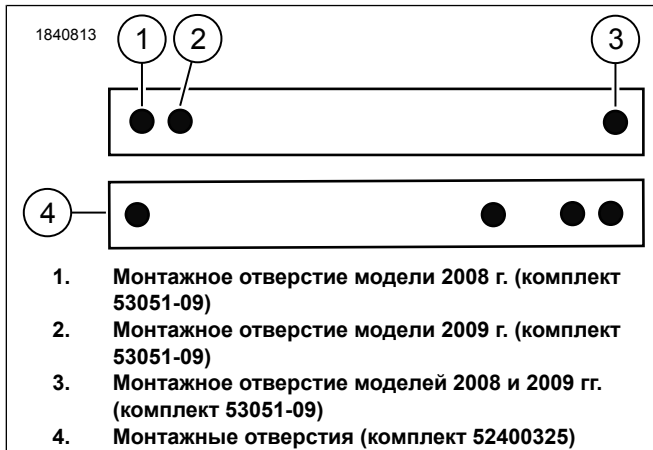 1840813
1
2
3
4
1. Монтажное отверстие модели 2008 г. (комплект
53051-09)
2. Монтажное отверстие модели 2009 г. (комплект
53051-09)
3. Монтажное отверстие моделей 2008 и 2009 гг.
(комплект 53051-09)
4. Монтажные отверстия (комплект 52400325)